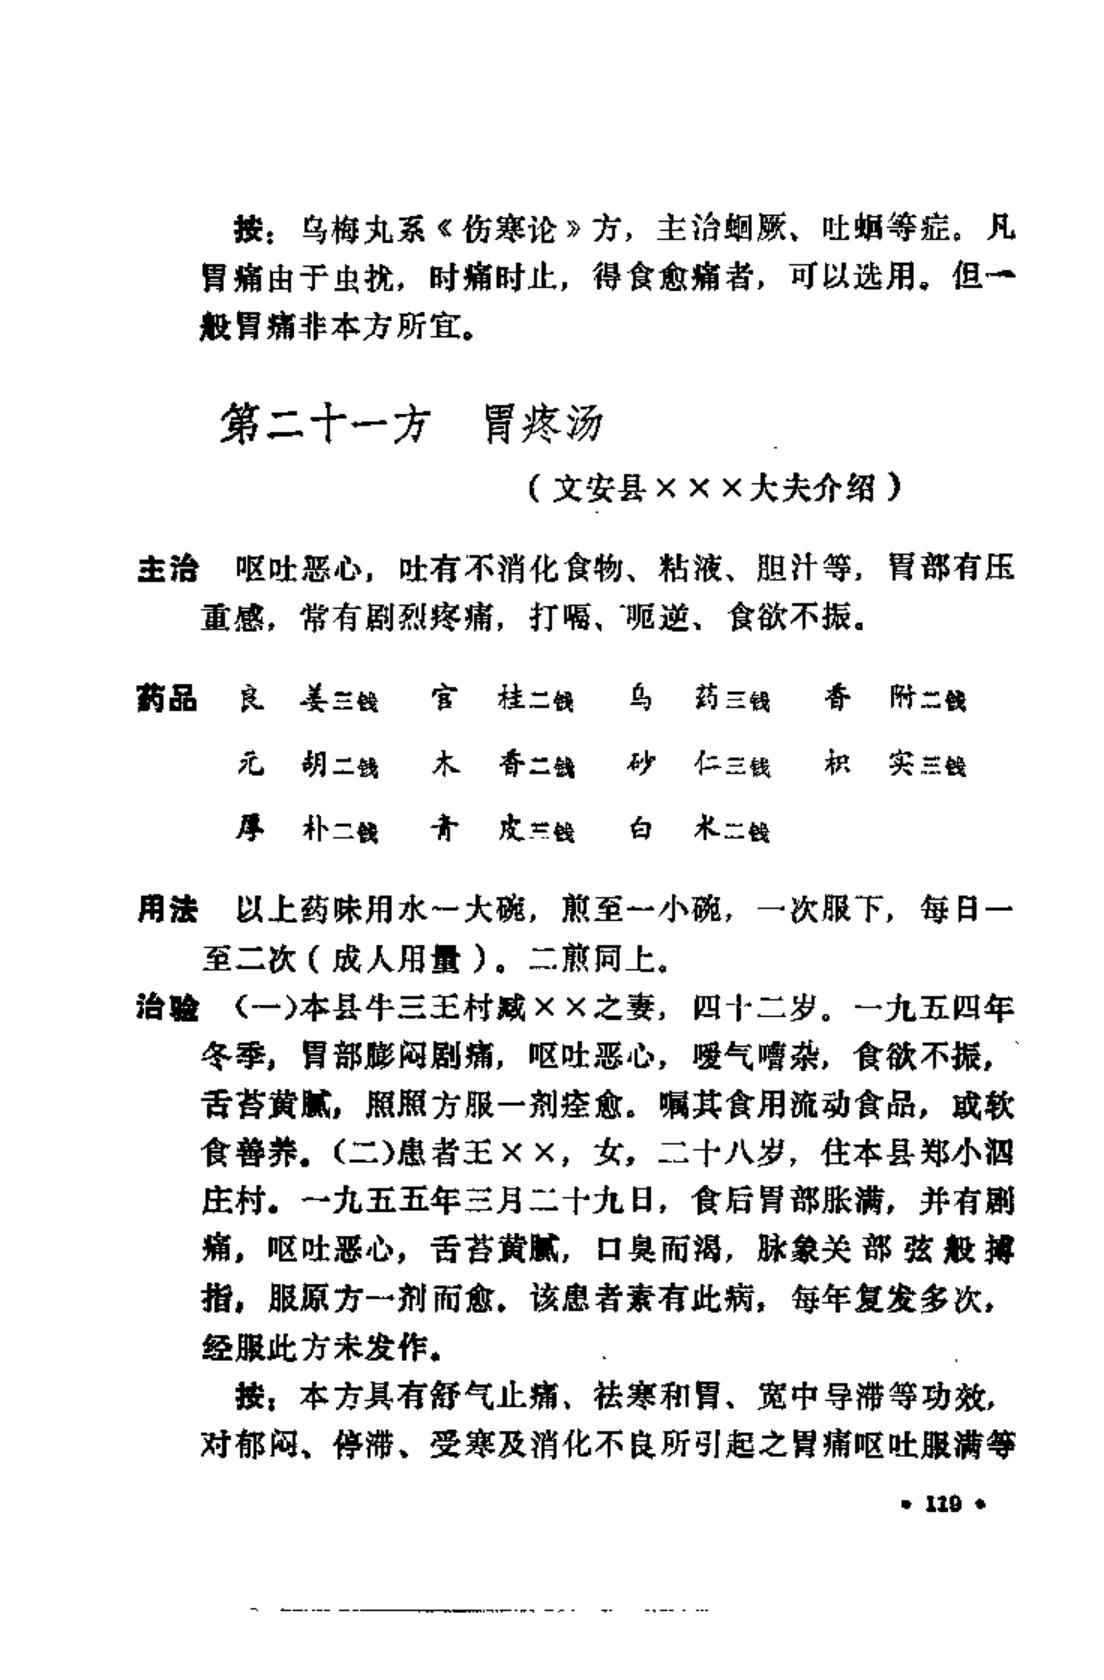 按：乌梅丸系《伤寒论》方，主治蛔厥、吐蛔等症。凡
胃痛由于虫扰，时痛时止，得食愈痛者，可以选用。但一
般胃痛非本方所宜。
第二十一方 胃疼汤
（文安县×××大夫介绍）
主治 呕吐恶心，吐有不消化食物、粘液、胆汁等，胃部有压
重感，常有剧烈疼痛，打嗝、呃逆、食欲不振。
药品 良姜三钱 官桂二钱 乌药三钱 香附二钱
元胡二钱 木香二钱 砂仁三钱 枳实三钱
厚朴二钱 青皮三钱 白术二钱
用法 以上药味用水一大碗，煎至一小碗，一次服下，每日一
至二次（成人用量）。二煎同上。
治验 （一）本县牛三王村臧××之妻，四十二岁。一九五四年
冬季，胃部膨闷剧痛，呕吐恶心，嗳气嘈杂，食欲不振，
舌苔黄腻，照照方服一剂痊愈。嘱其食用流动食品，或软
食善养。（二）患者王××，女，二十八岁，住本县郑小泗
庄村。一九五五年三月二十九日，食后胃部胀满，并有剧
痛，呕吐恶心，舌苔黄腻，口臭而渴，脉象关部弦般搏
指，服原方一剂而愈。该患者素有此病，每年复发多次，
经服此方未发作。
按：本方具有舒气止痛、祛寒和胃、宽中导滞等功效，
对郁闷、停滞、受寒及消化不良所引起之胃痛呕吐服满等
• 119 •